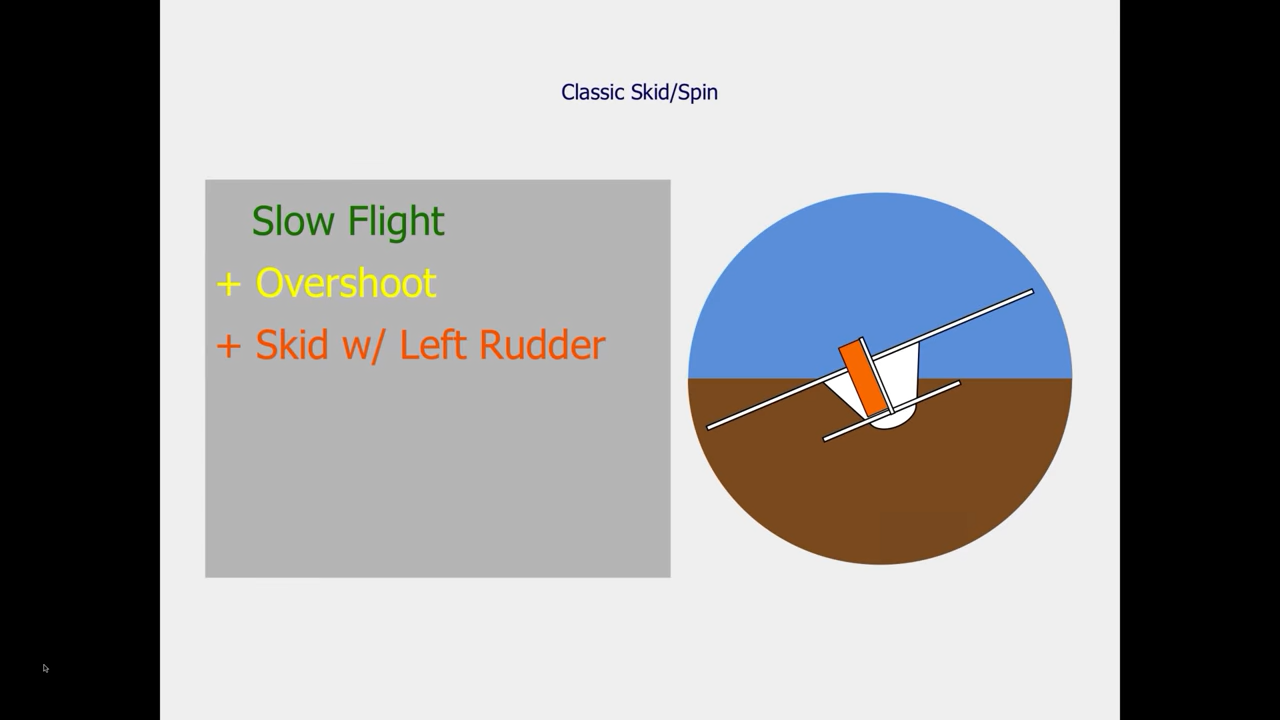 Classic Skid/Spin
Slow Flight
+ Overshoot
+ Skid w/ Left Rudder